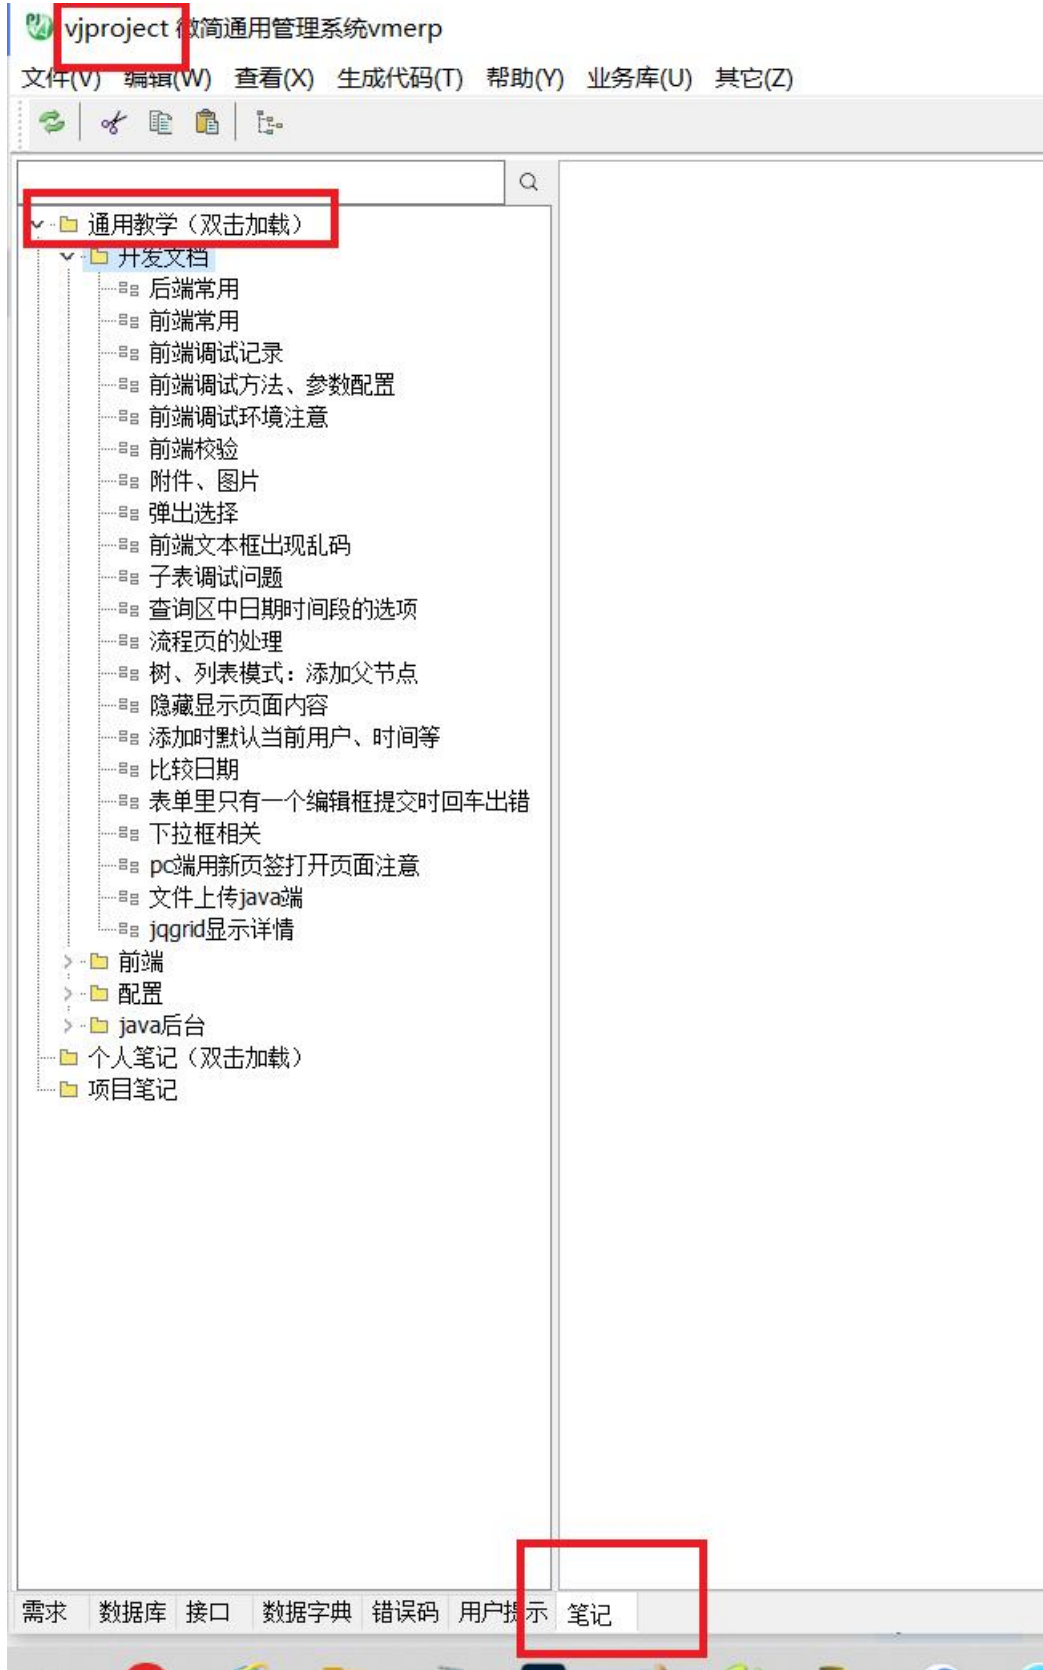 vjproject 微简通用管理系统vmerp
文件(V) 编辑(W) 查看(X) 生成代码(T) 帮助(Y) 业务库(U) 其它(Z)
通用教学（双击加载）
开发文档
后端常用
前端常用
前端调试记录
前端调试方法、参数配置
前端调试环境注意
前端校验
附件、图片
弹出选择
前端文本框出现乱码
子表调试问题
查询区中日期时间段的选项
流程页的处理
树、列表模式：添加父节点
隐藏显示页面内容
添加时默认当前用户、时间等
比较日期
表单里只有一个编辑框提交时回车出错
下拉框相关
pc端用新页签打开页面注意
文件上传java端
jqgrid显示详情
前端
配置
java后台
个人笔记（双击加载）
项目笔记
需求 数据库 接口 数据字典 错误码 用户提示 笔记